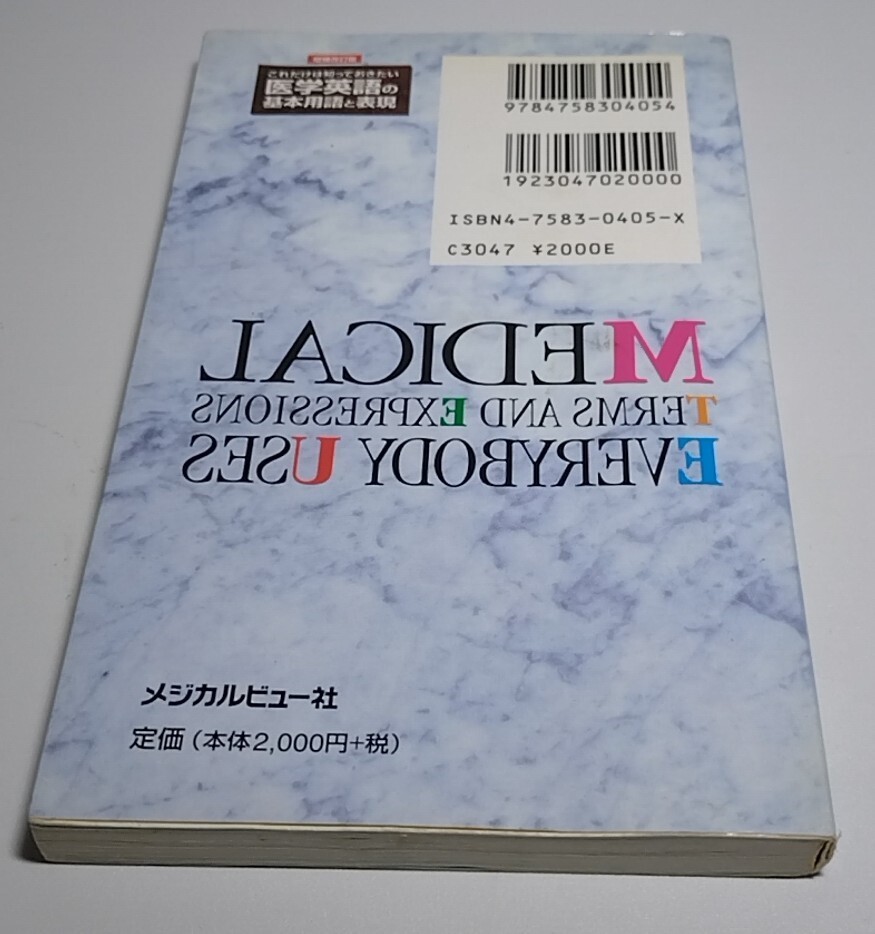 増補改訂版
これだけは知っておきたい
医学英語の
基本用語と表現
9784758304054
1923047020000
ISBN4-7583-0405-X
C3047 ¥2000E
MEDICAL
TERMS AND EXPRESSIONS
EVERYBODY USES
メジカルビュー社
定価(本体2,000円+税)